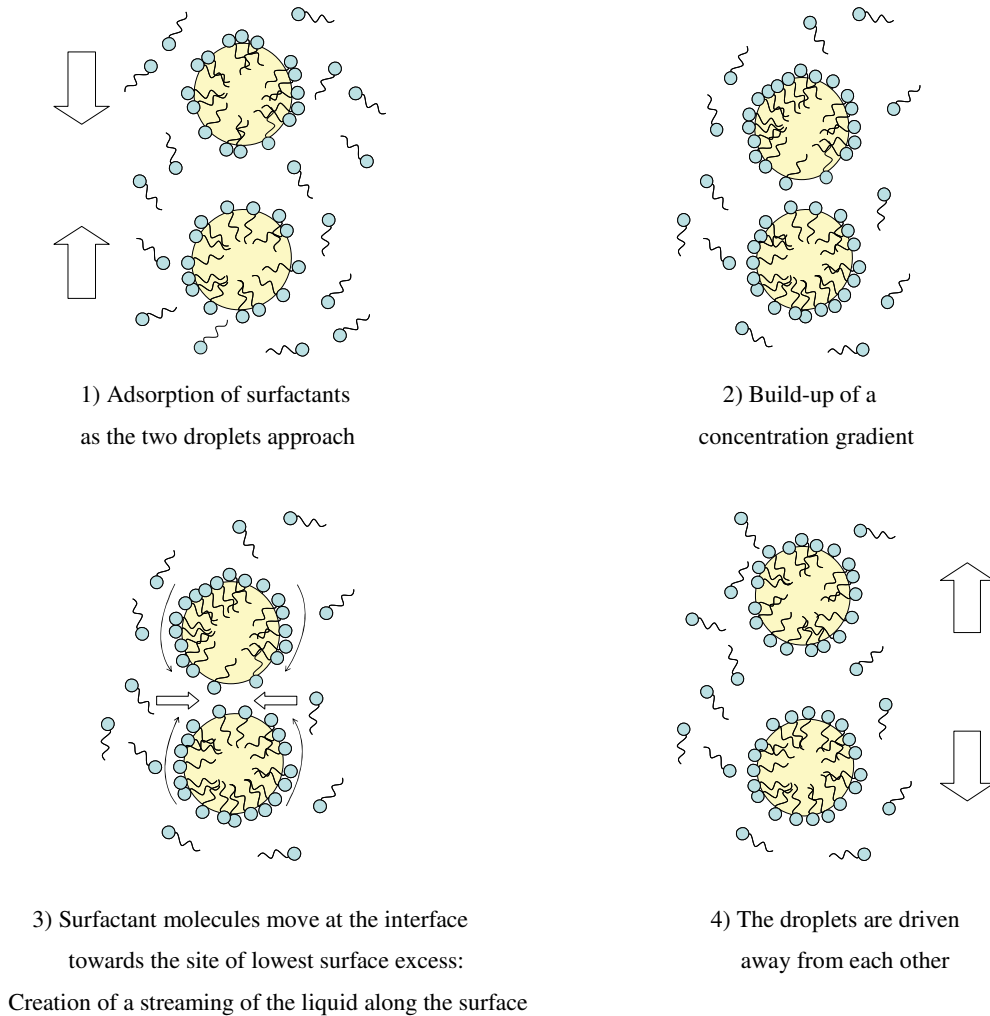 1) Adsorption of surfactants
as the two droplets approach
2) Build-up of a
concentration gradient
3) Surfactant molecules move at the interface
towards the site of lowest surface excess:
Creation of a streaming of the liquid along the surface
4) The droplets are driven
away from each other